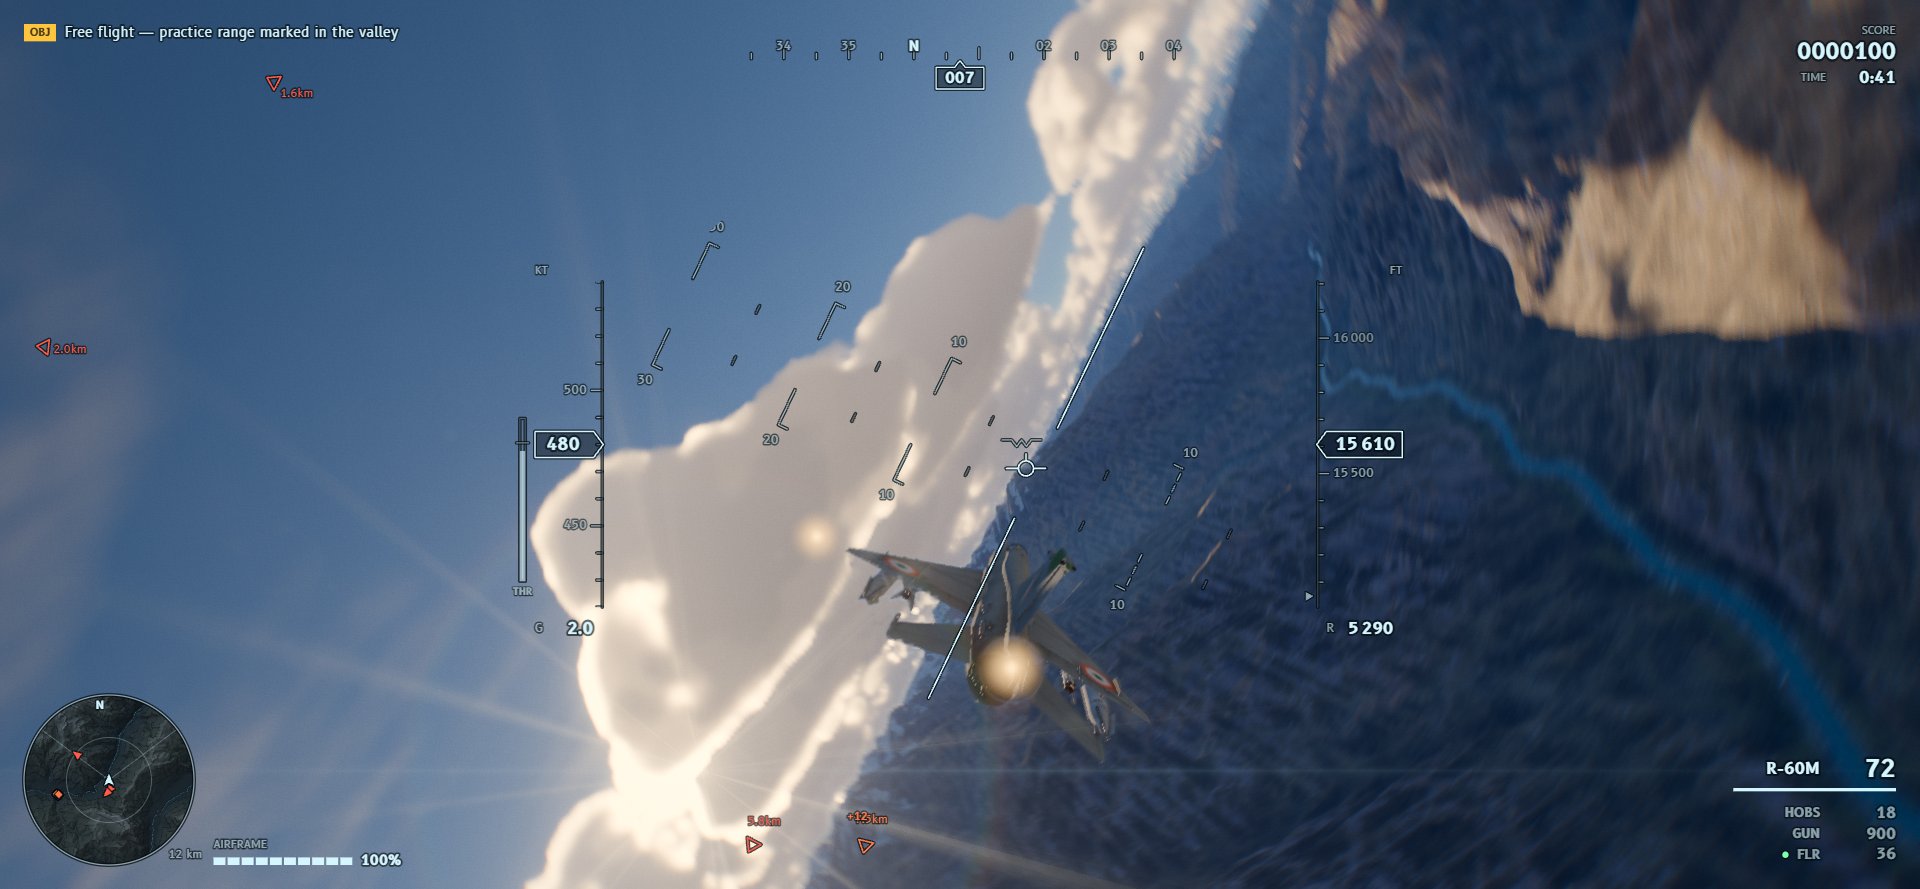 OBJ Free flight — practice range marked in the valley
34 35 N 02 03 04
007
SCORE
0000100
TIME 0:41
1.6km
2.0km
KT
500
480
450
THR
G 2.0
30
20
20
10
10
10
10
FT
16 000
15 610
15 500
R 5 290
N
12 km
AIRFRAME
100%
5.8km
R-60M 72
HOBS 18
GUN 900
FLR 36